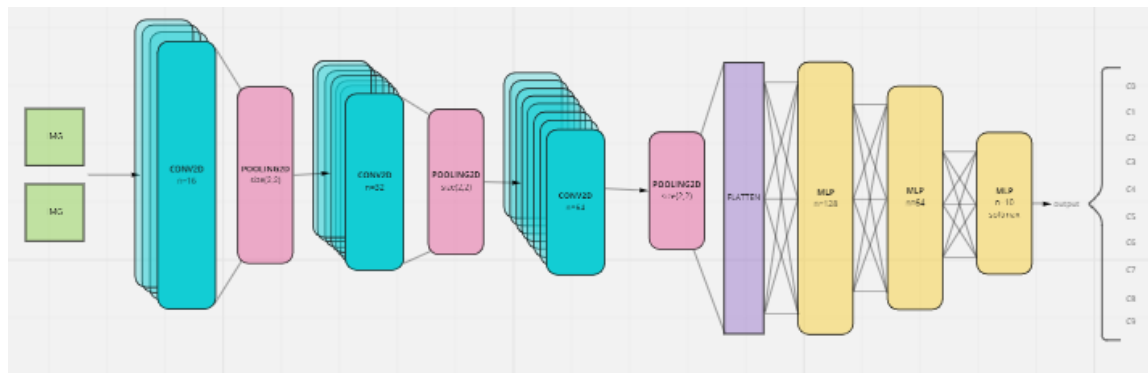 MG
MG
CONV2D
n=16
POOLING2D
size(2,2)
CONV2D
n=32
POOLING2D
size(2,2)
CONV2D
POOLING2D
size(2,2)
FLATTEN
MLP
n=128
MLP
n=64
MLP
n=10
softmax
output
C0
C1
C2
C3
C4
C5
C6
C7
C8
C9